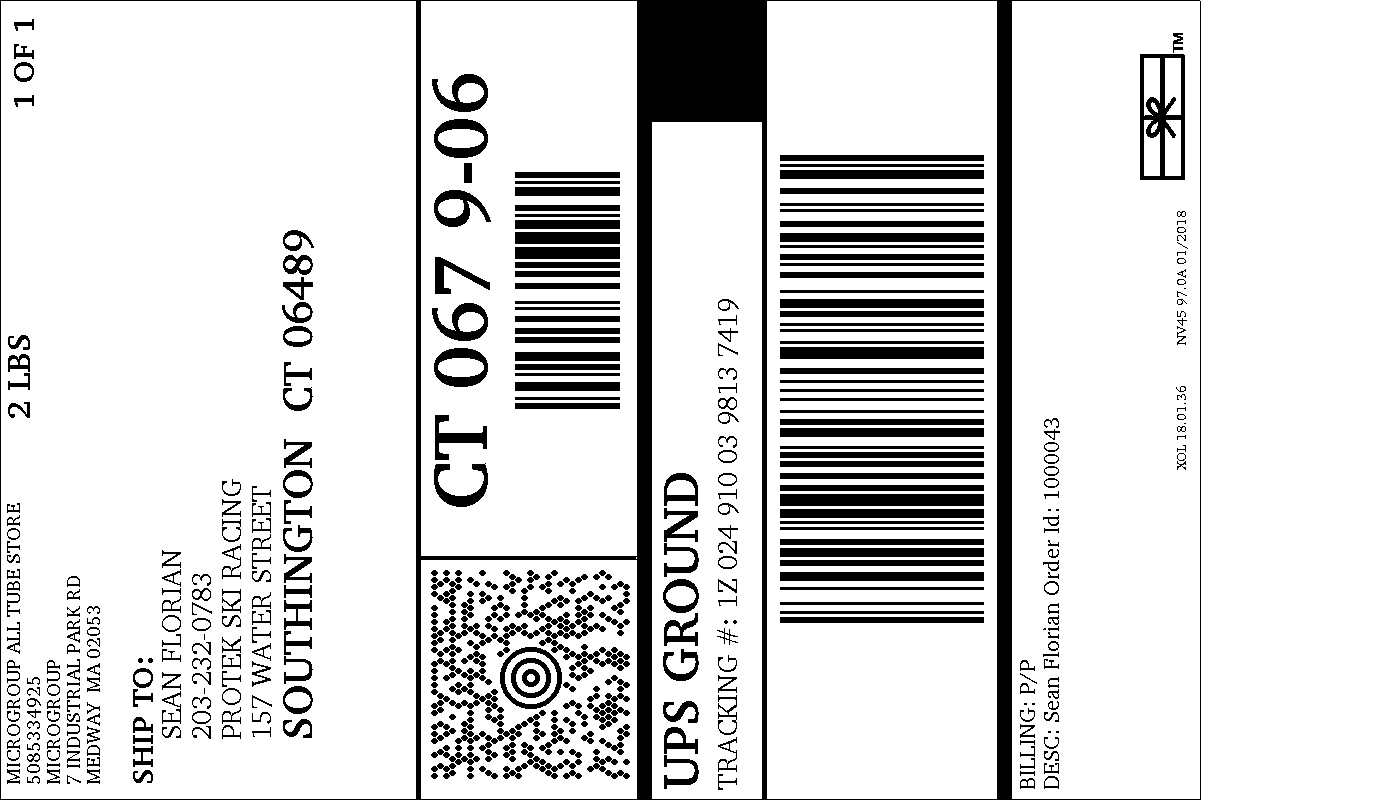 MICROGROUP ALL TUBE STORE 2 LBS 1 OF 1
5085334925
MICROGROUP
7 INDUSTRIAL PARK RD
MEDWAY MA 02053
SHIP TO:
SEAN FLORIAN
203-232-0783
PROTEK SKI RACING
157 WATER STREET
SOUTHINGTON CT 06489
CT 067 9-06
UPS GROUND
TRACKING #: 1Z 024 910 03 9813 7419
BILLING: P/P
DESC: Sean Florian Order Id: 1000043
XOL 18.01.36 NV45 97.0A 01/2018
TM